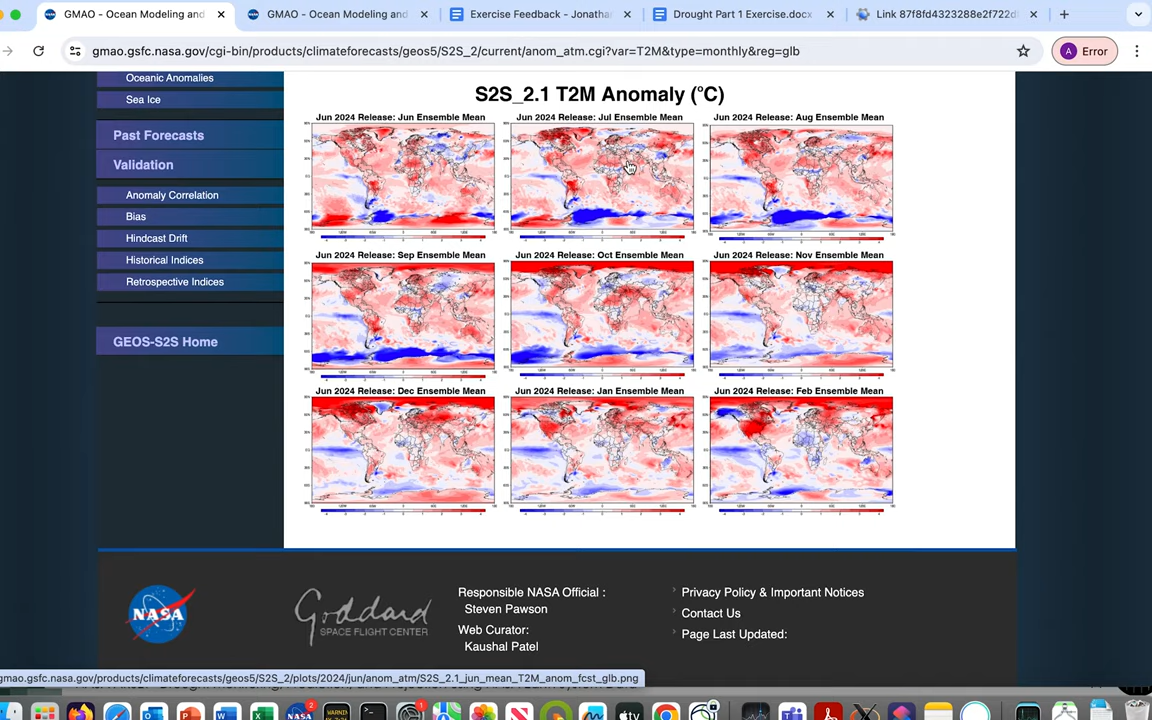 GMAO - Ocean Modeling and
GMAO - Ocean Modeling and
Exercise Feedback - Jonatha
Drought Part 1 Exercise.docx
Link 87f8fd4323288e2f722d
gmao.gsfc.nasa.gov/cgi-bin/products/climateforecasts/geos5/S2S_2/current/anom_atm.cgi?var=T2M&type=monthly&reg=glb
A Error
Oceanic Anomalies
Sea Ice
Past Forecasts
Validation
Anomaly Correlation
Bias
Hindcast Drift
Historical Indices
Retrospective Indices
GEOS-S2S Home
S2S_2.1 T2M Anomaly (°C)
Jun 2024 Release: Jun Ensemble Mean
Jun 2024 Release: Jul Ensemble Mean
Jun 2024 Release: Aug Ensemble Mean
Jun 2024 Release: Sep Ensemble Mean
Jun 2024 Release: Oct Ensemble Mean
Jun 2024 Release: Nov Ensemble Mean
Jun 2024 Release: Dec Ensemble Mean
Jun 2024 Release: Jan Ensemble Mean
Jun 2024 Release: Feb Ensemble Mean
NASA
Goddard
SPACE FLIGHT CENTER
Responsible NASA Official :
Steven Pawson
Web Curator:
Kaushal Patel
Privacy Policy & Important Notices
Contact Us
Page Last Updated:
gmao.gsfc.nasa.gov/products/climateforecasts/geos5/S2S_2/plots/2024/jun/anom_atm/S2S_2.1_jun_mean_T2M_anom_fcst_glb.png